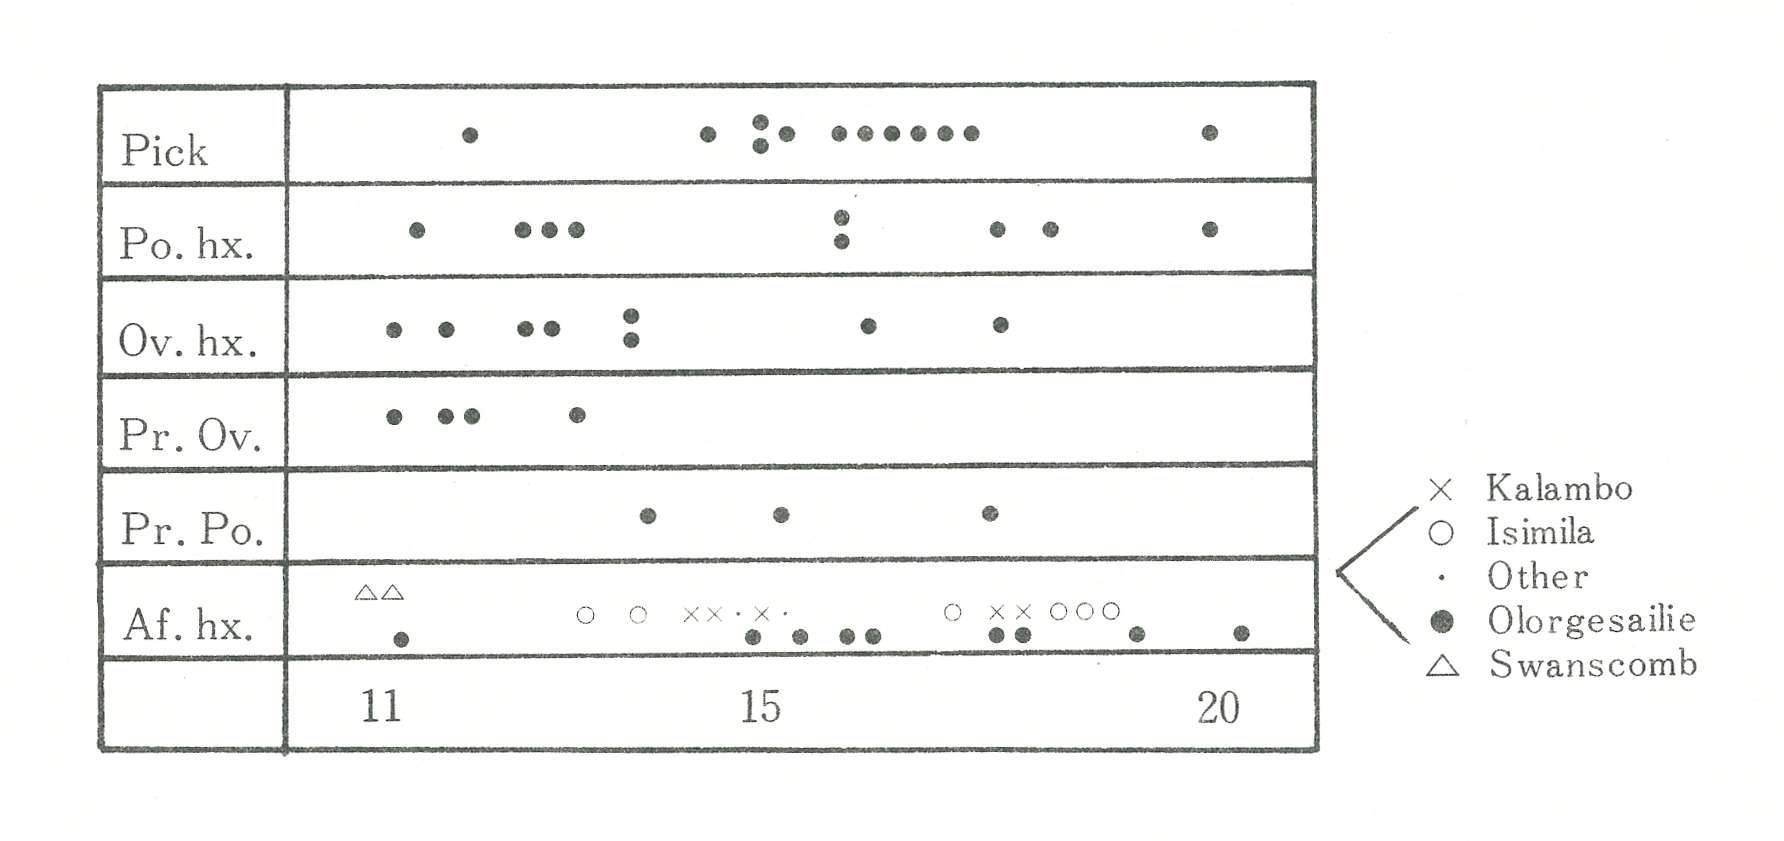 Pick
Po. hx.
Ov. hx.
Pr. Ov.
Pr. Po.
Af. hx.
11 15 20
× Kalambo
○ Isimila
· Other
● Olorgesailie
△ Swanscomb